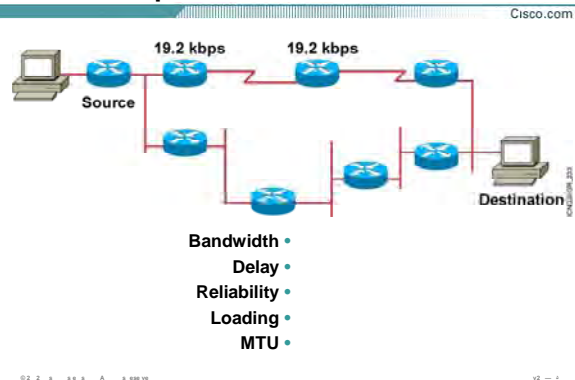 Cisco.com
19.2 kbps
19.2 kbps
Source
Destination
Bandwidth •
Delay •
Reliability •
Loading •
MTU •